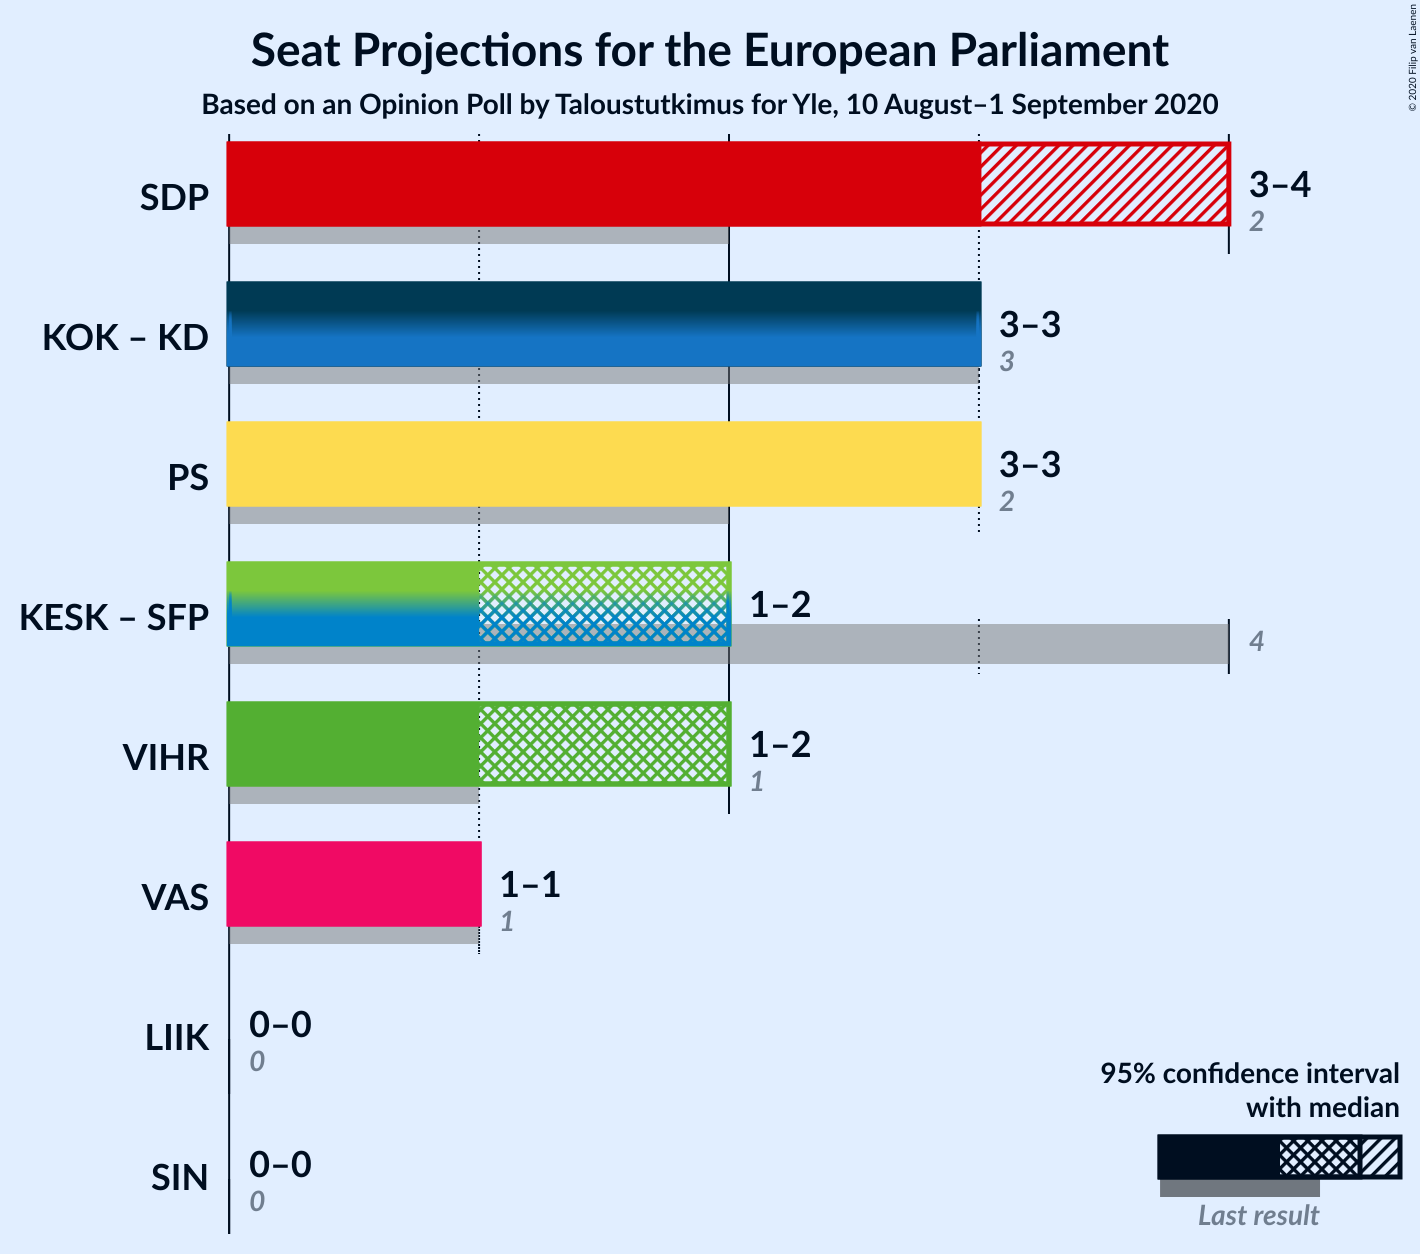 Seat Projections for the European Parliament
Based on an Opinion Poll by Taloustutkimus for Yle, 10 August–1 September 2020
© 2020 Filip van Laenen
SDP
3–4
2
KOK – KD
3–3
3
PS
3–3
2
KESK – SFP
1–2
4
VIHR
1–2
1
VAS
1–1
1
LIIK
0–0
0
SIN
0–0
0
95% confidence interval
with median
Last result